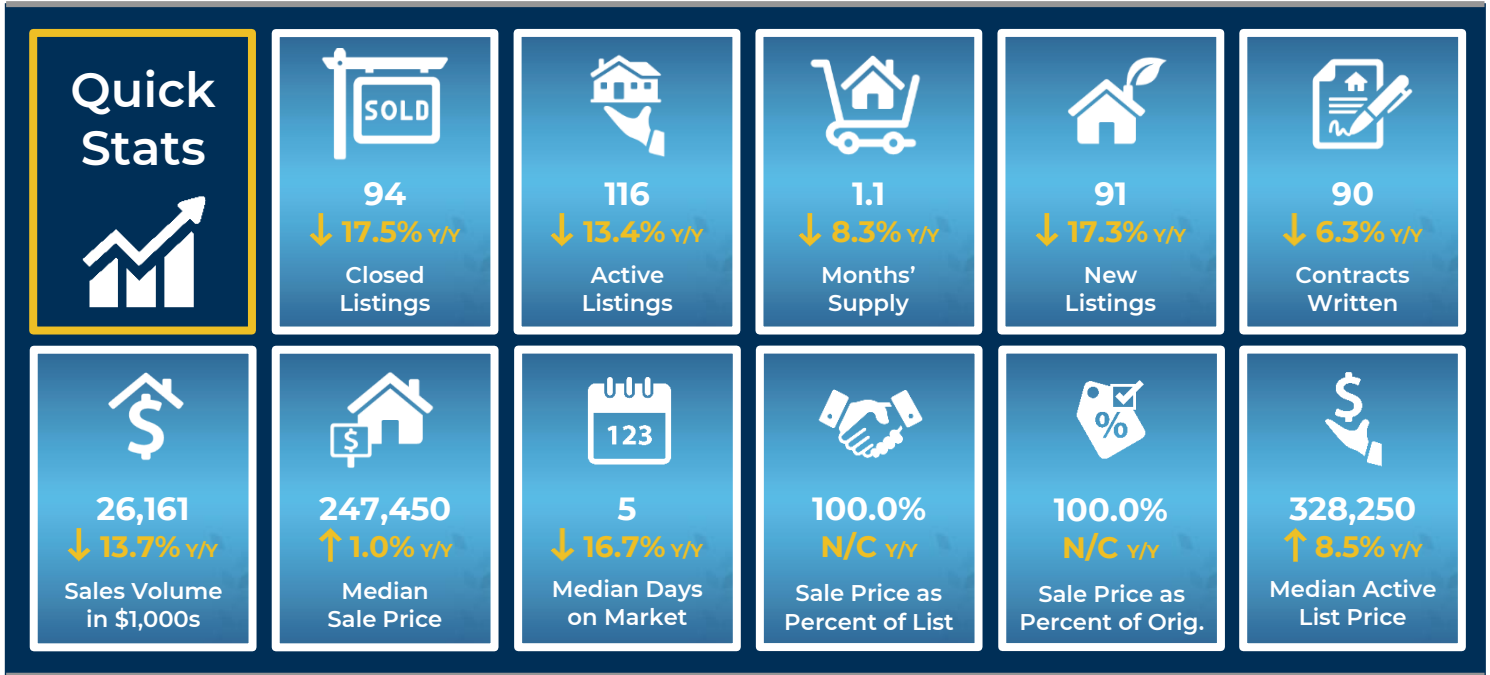 Quick
Stats
SOLD
94
↓ 17.5% Y/Y
Closed
Listings
116
↓ 13.4% Y/Y
Active
Listings
1.1
↓ 8.3% Y/Y
Months’
Supply
91
↓ 17.3% Y/Y
New
Listings
90
↓ 6.3% Y/Y
Contracts
Written
$
26,161
↓ 13.7% Y/Y
Sales Volume
in $1,000s
$
247,450
↑ 1.0% Y/Y
Median
Sale Price
123
5
↓ 16.7% Y/Y
Median Days
on Market
100.0%
N/C Y/Y
Sale Price as
Percent of List
%
100.0%
N/C Y/Y
Sale Price as
Percent of Orig.
$
328,250
↑ 8.5% Y/Y
Median Active
List Price